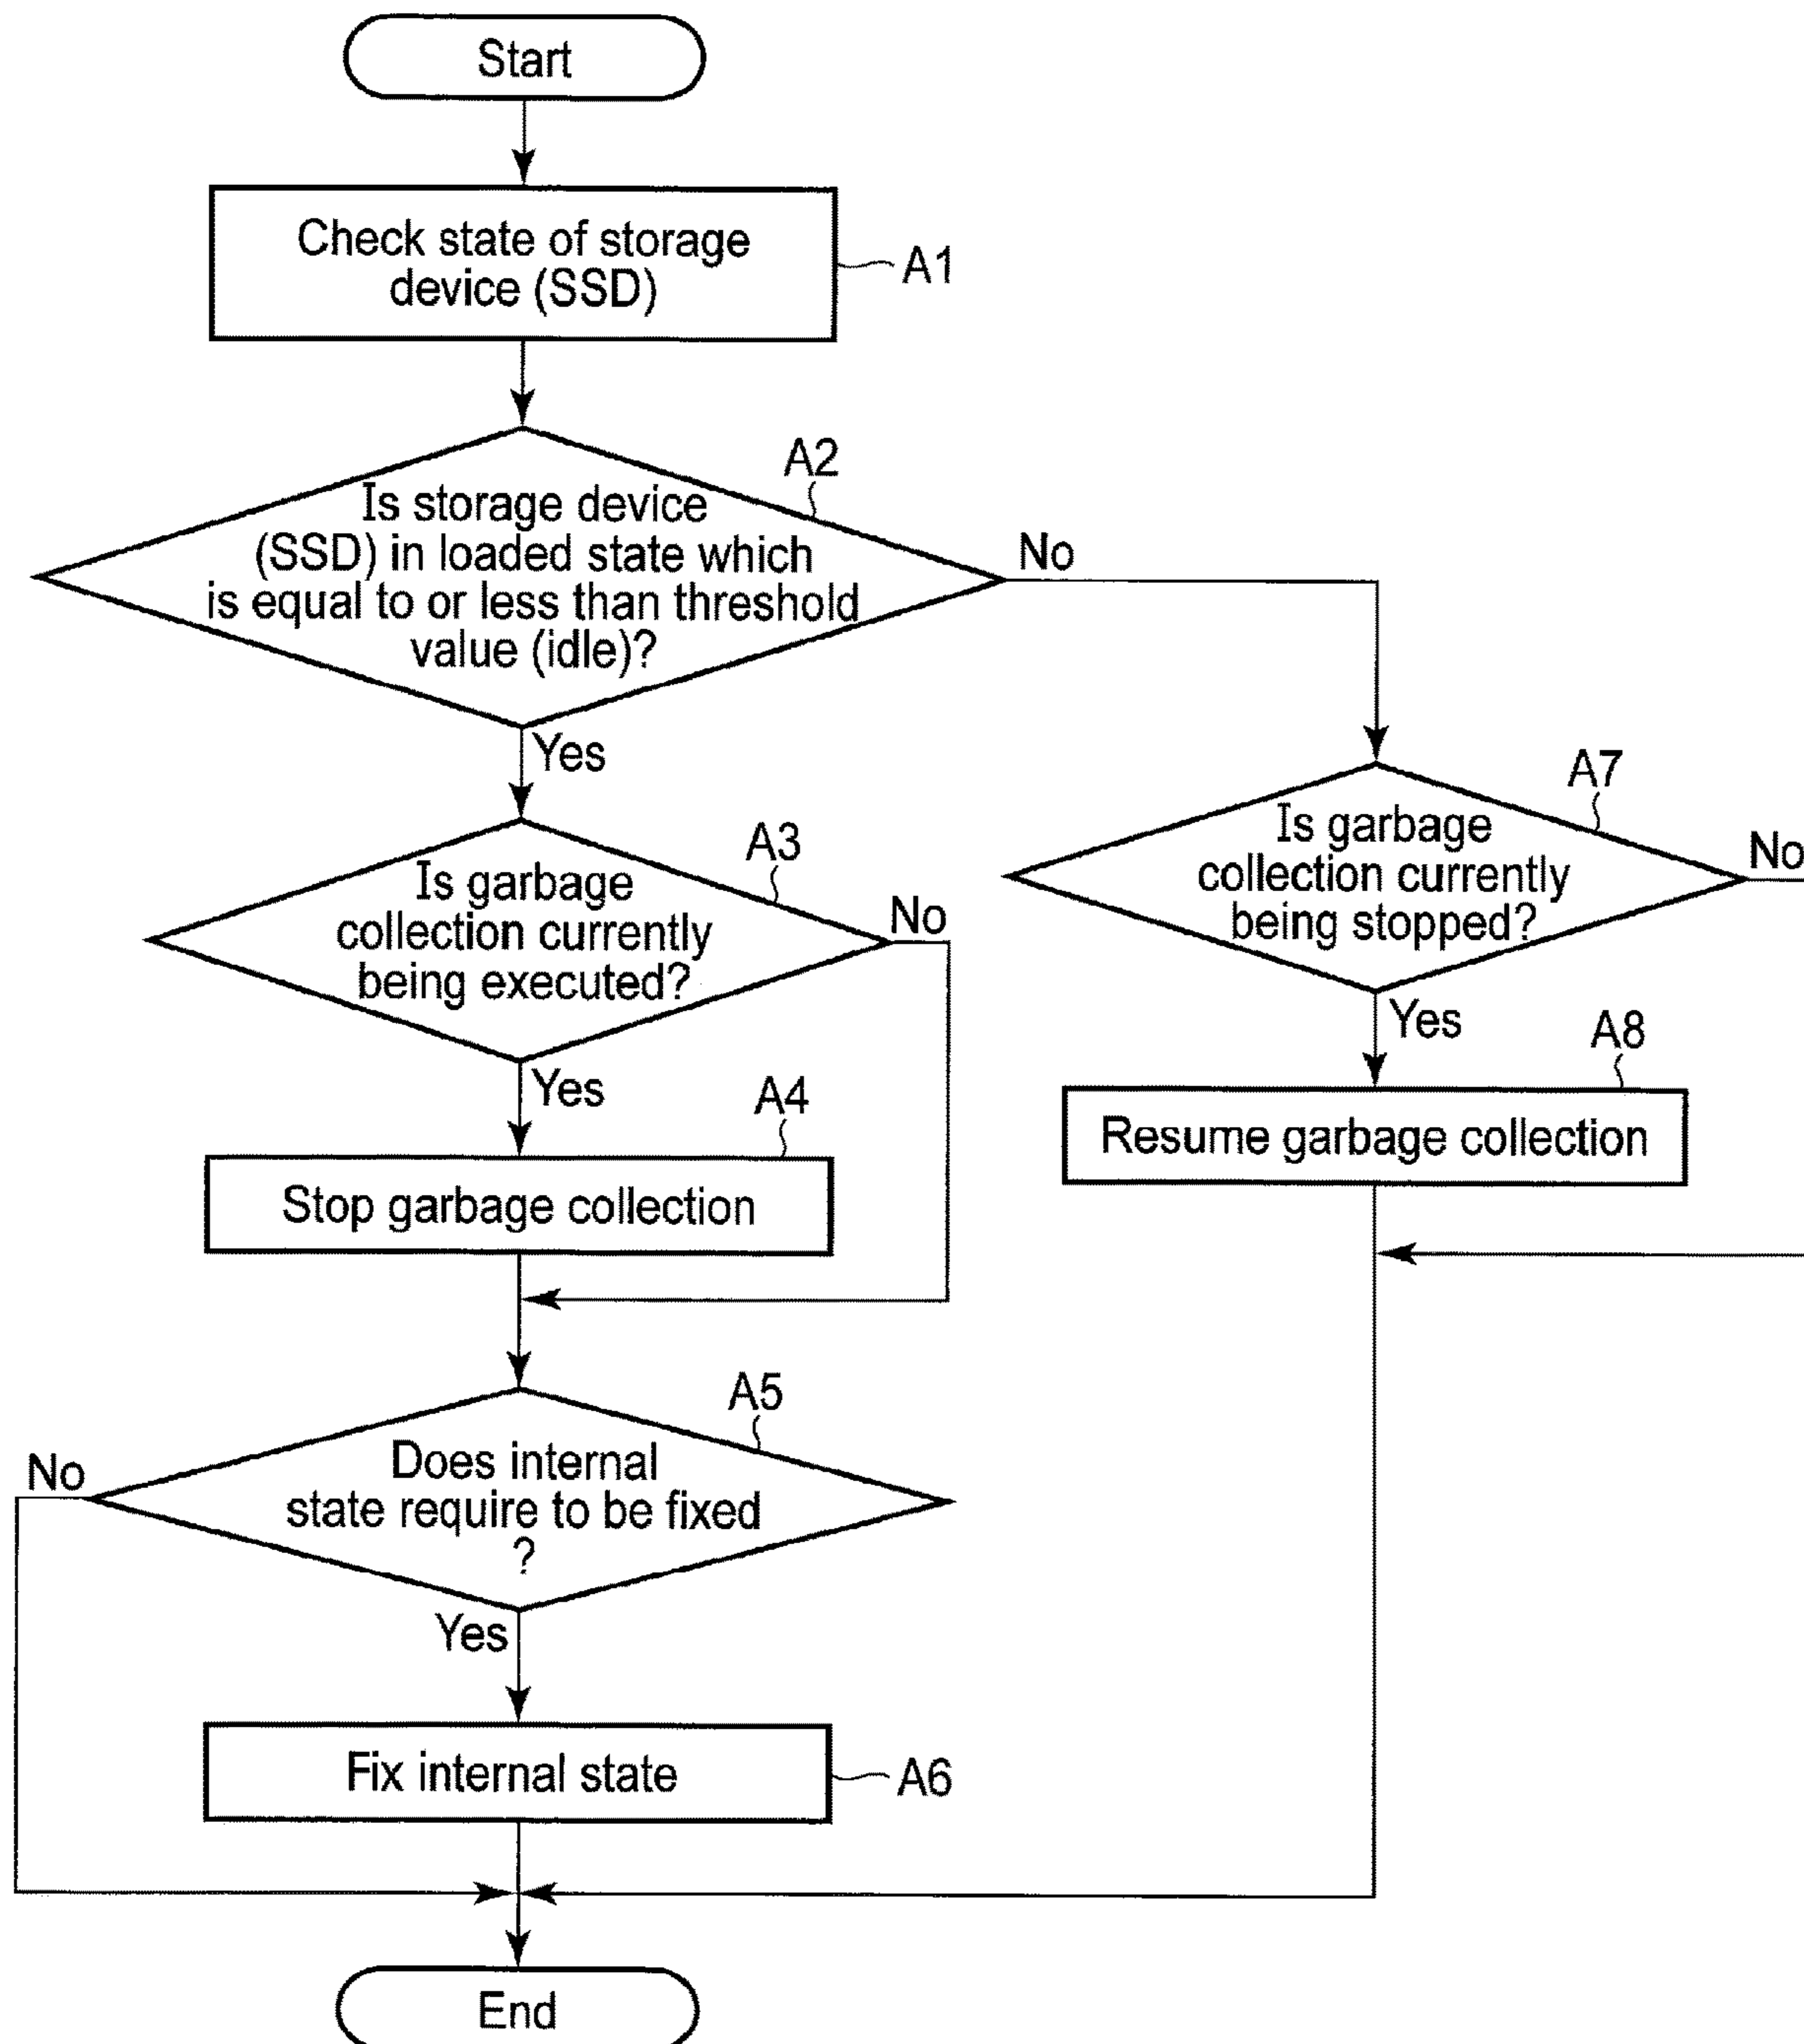 Start
Check state of storage
device (SSD)
A1
A2
Is storage device
(SSD) in loaded state which
is equal to or less than threshold
value (idle)?
No
Yes
A3
Is garbage
collection currently
being executed?
No
Yes
A4
Stop garbage collection
A5
Does internal
state require to be fixed
?
No
Yes
Fix internal state
A6
A7
Is garbage
collection currently
being stopped?
No
Yes
A8
Resume garbage collection
End